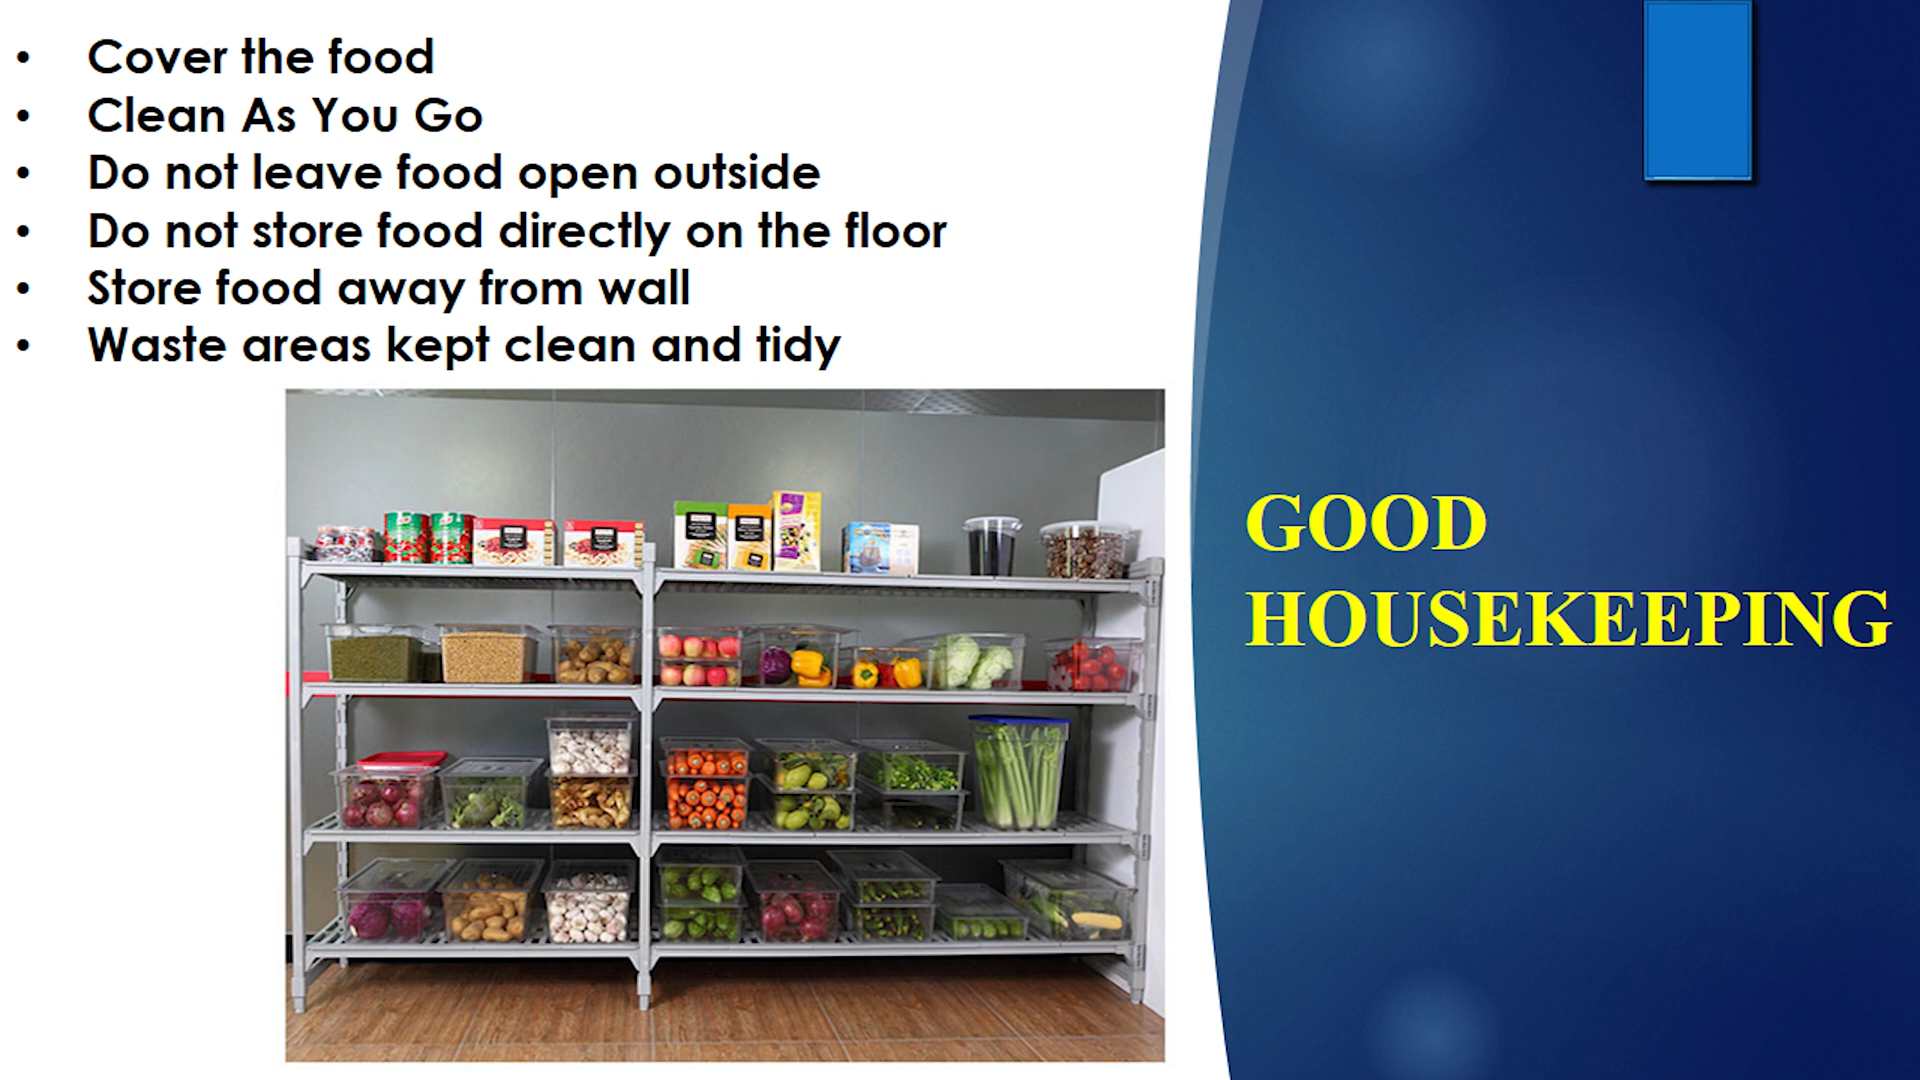 • Cover the food
• Clean As You Go
• Do not leave food open outside
• Do not store food directly on the floor
• Store food away from wall
• Waste areas kept clean and tidy
GOOD
HOUSEKEEPING